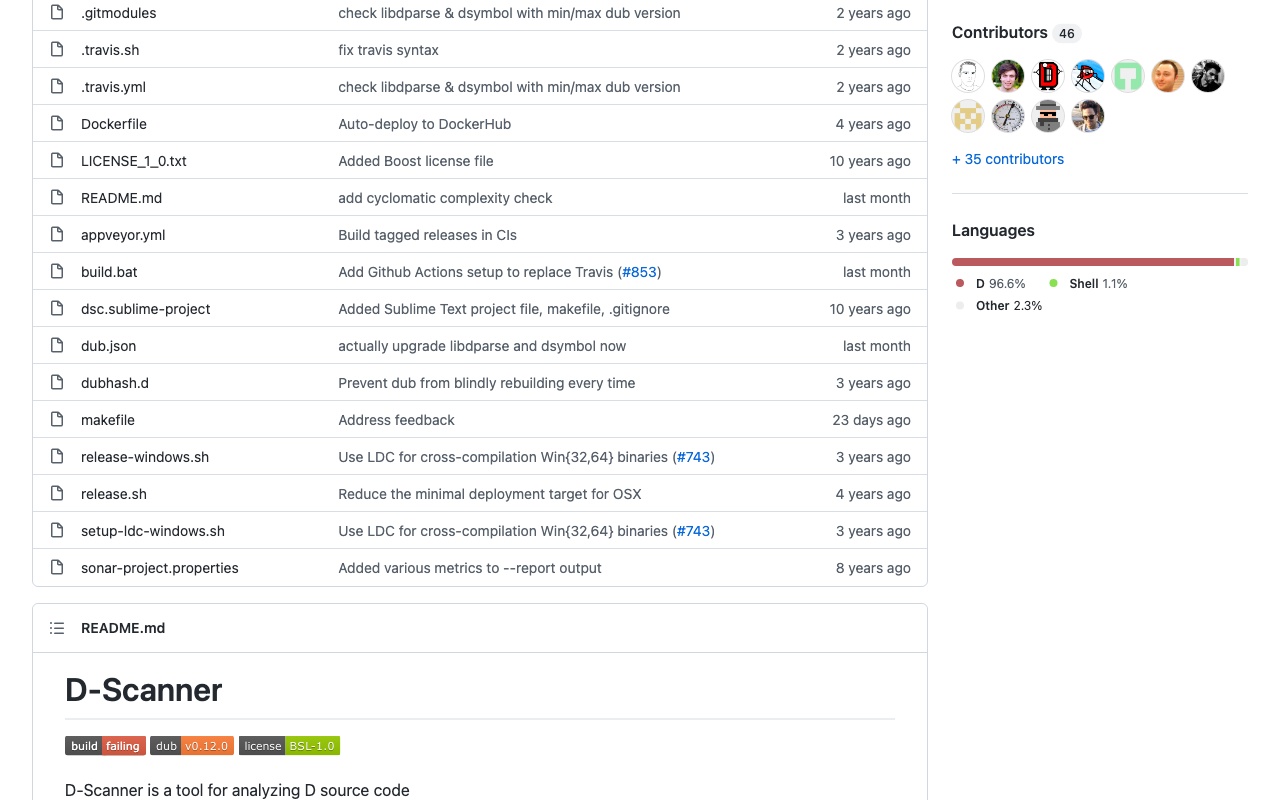 .gitmodules check libdparse & dsymbol with min/max dub version 2 years ago
.travis.sh fix travis syntax 2 years ago
.travis.yml check libdparse & dsymbol with min/max dub version 2 years ago
Dockerfile Auto-deploy to DockerHub 4 years ago
LICENSE_1_0.txt Added Boost license file 10 years ago
README.md add cyclomatic complexity check last month
appveyor.yml Build tagged releases in CIs 3 years ago
build.bat Add Github Actions setup to replace Travis (#853) last month
dsc.sublime-project Added Sublime Text project file, makefile, .gitignore 10 years ago
dub.json actually upgrade libdparse and dsymbol now last month
dubhash.d Prevent dub from blindly rebuilding every time 3 years ago
makefile Address feedback 23 days ago
release-windows.sh Use LDC for cross-compilation Win{32,64} binaries (#743) 3 years ago
release.sh Reduce the minimal deployment target for OSX 4 years ago
setup-ldc-windows.sh Use LDC for cross-compilation Win{32,64} binaries (#743) 3 years ago
sonar-project.properties Added various metrics to --report output 8 years ago
README.md
D-Scanner
build failing dub v0.12.0 license BSL-1.0
D-Scanner is a tool for analyzing D source code
Contributors 46
+ 35 contributors
Languages
D 96.6% Shell 1.1%
Other 2.3%